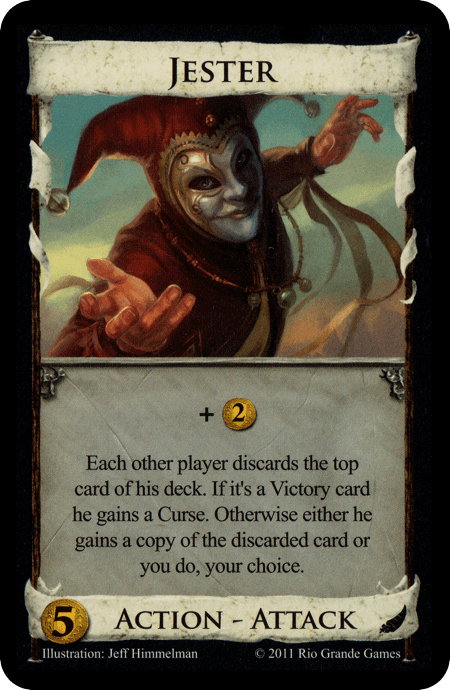 JESTER
+ 2
Each other player discards the top
card of his deck. If it's a Victory card
he gains a Curse. Otherwise either he
gains a copy of the discarded card or
you do, your choice.
5 ACTION - ATTACK
Illustration: Jeff Himmelman © 2011 Rio Grande Games